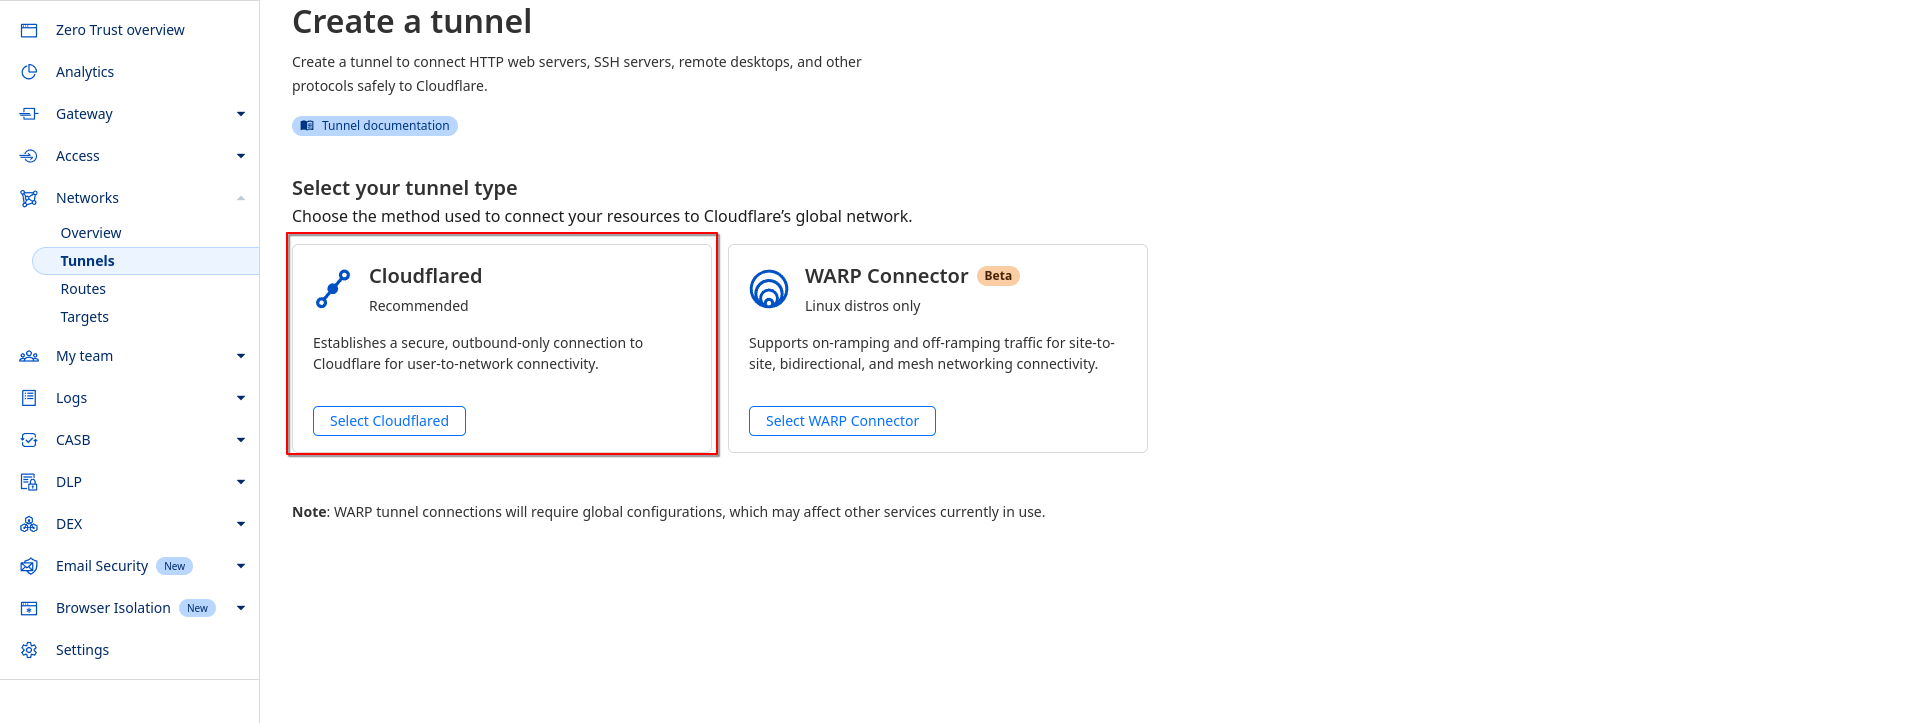 Zero Trust overview
Analytics
Gateway
Access
Networks
Overview
Tunnels
Routes
Targets
My team
Logs
CASB
DLP
DEX
Email Security New
Browser Isolation New
Settings
Create a tunnel
Create a tunnel to connect HTTP web servers, SSH servers, remote desktops, and other
protocols safely to Cloudflare.
Tunnel documentation
Select your tunnel type
Choose the method used to connect your resources to Cloudflare’s global network.
Cloudflared
Recommended
Establishes a secure, outbound-only connection to
Cloudflare for user-to-network connectivity.
Select Cloudflared
WARP Connector Beta
Linux distros only
Supports on-ramping and off-ramping traffic for site-to-
site, bidirectional, and mesh networking connectivity.
Select WARP Connector
Note: WARP tunnel connections will require global configurations, which may affect other services currently in use.